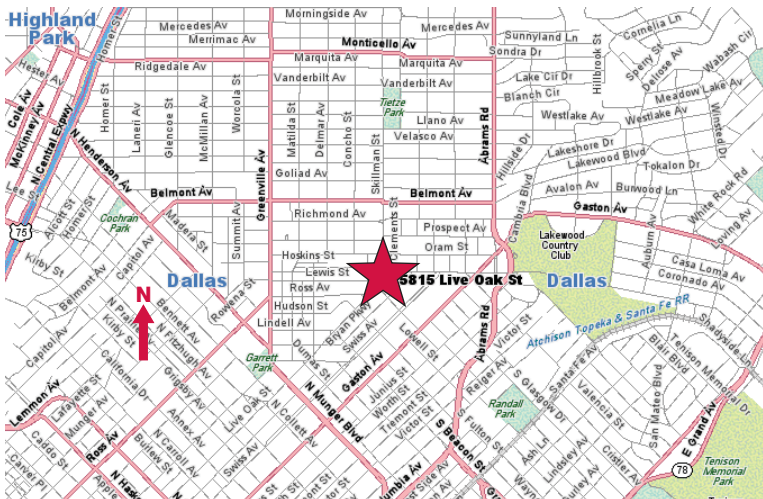 Highland
Park
Homer St
Mercedes Av
Merrimac Av
Morningside Av
Mercedes Av
Monticello Av
Sunnyland Ln
Cornelia Ln
Sondra Dr
Hillbrook St
Sperry St
Delrose Av
Wabash Cir
Ridgedale Av
Marquita Av
Marquita Av
Vanderbilt Av
Vanderbilt Av
Lake Cir Dr
Blanch Cir
Meadow Lake Av
Cole Av
McKinney Av
N Central Expwy
Homer St
Laneri Av
Glencoe St
McMillan Av
Worcola St
Matilda St
Delmar Av
Concho St
Skillman St
Tietze
Park
Llano Av
Velasco Av
Abrams Rd
Westlake Av
Westlake Av
Winsted Dr
Hillside Dr
Lakeshore Dr
Lakewood Blvd
Tokalon Dr
N Henderson Av
Goliad Av
Greenville Av
Lee St
Belmont Av
Belmont Av
Avalon Av
Burwood Ln
White Rock Rd
Cambria Blvd
Gaston Av
Loving Av
Alcott St
Homer St
Cochran
Park
Madera St
Summit Av
Richmond Av
Clements St
Prospect Av
Oram St
Lakewood
Country
Club
Auburn Av
75
Kirby St
Capitol Av
Belmont Av
Hoskins St
Lewis St
Ross Av
Hudson St
Lindell Av
Casa Loma Av
Coronado Av
Dallas
5815 Live Oak St
Dallas
N
Rowena St
Bryan Pkwy
Swiss Av
Lowell St
Abrams Rd
Victor St
Atchison Topeka & Santa Fe RR
Shadyside Ln
Capitol Av
Kirby St
Bennett Av
N Fitzhugh Av
Garrett
Park
Dumas St
Gaston Av
Reiger Av
Santa Fe Av
Tenison Memorial Dr
Blair Blvd
California Dr
Grigsby Av
N Munger Blvd
Junius St
Worth St
Tremont St
Victor St
S Glasgow Dr
Randall
Park
Valencia St
San Mateo Blvd
E Grand Av
Lemmon Av
Lafayette St
Munger Av
Annex Av
Live Oak St
N Collett Av
S Beacon St
S Fulton St
Ross Av
Caddo St
N Carroll Av
Swiss Av
Ash Ln
Lindsley Av
Cristler Av
78
Tenison
Memorial
Park